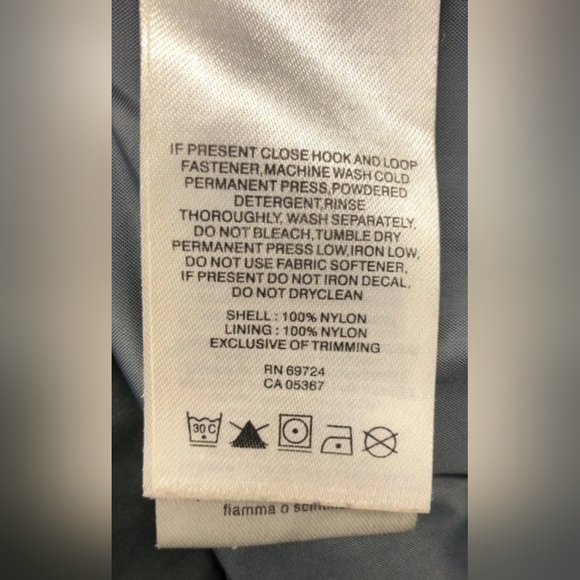 IF PRESENT CLOSE HOOK AND LOOP
FASTENER,MACHINE WASH COLD
PERMANENT PRESS,POWDERED
DETERGENT,RINSE
THOROUGHLY, WASH SEPARATELY,
DO NOT BLEACH,TUMBLE DRY
PERMANENT PRESS LOW,IRON LOW,
DO NOT USE FABRIC SOFTENER,
IF PRESENT DO NOT IRON DECAL,
DO NOT DRYCLEAN
SHELL : 100% NYLON
LINING : 100% NYLON
EXCLUSIVE OF TRIMMING
RN 69724
CA 05367
30 C
fiamma o